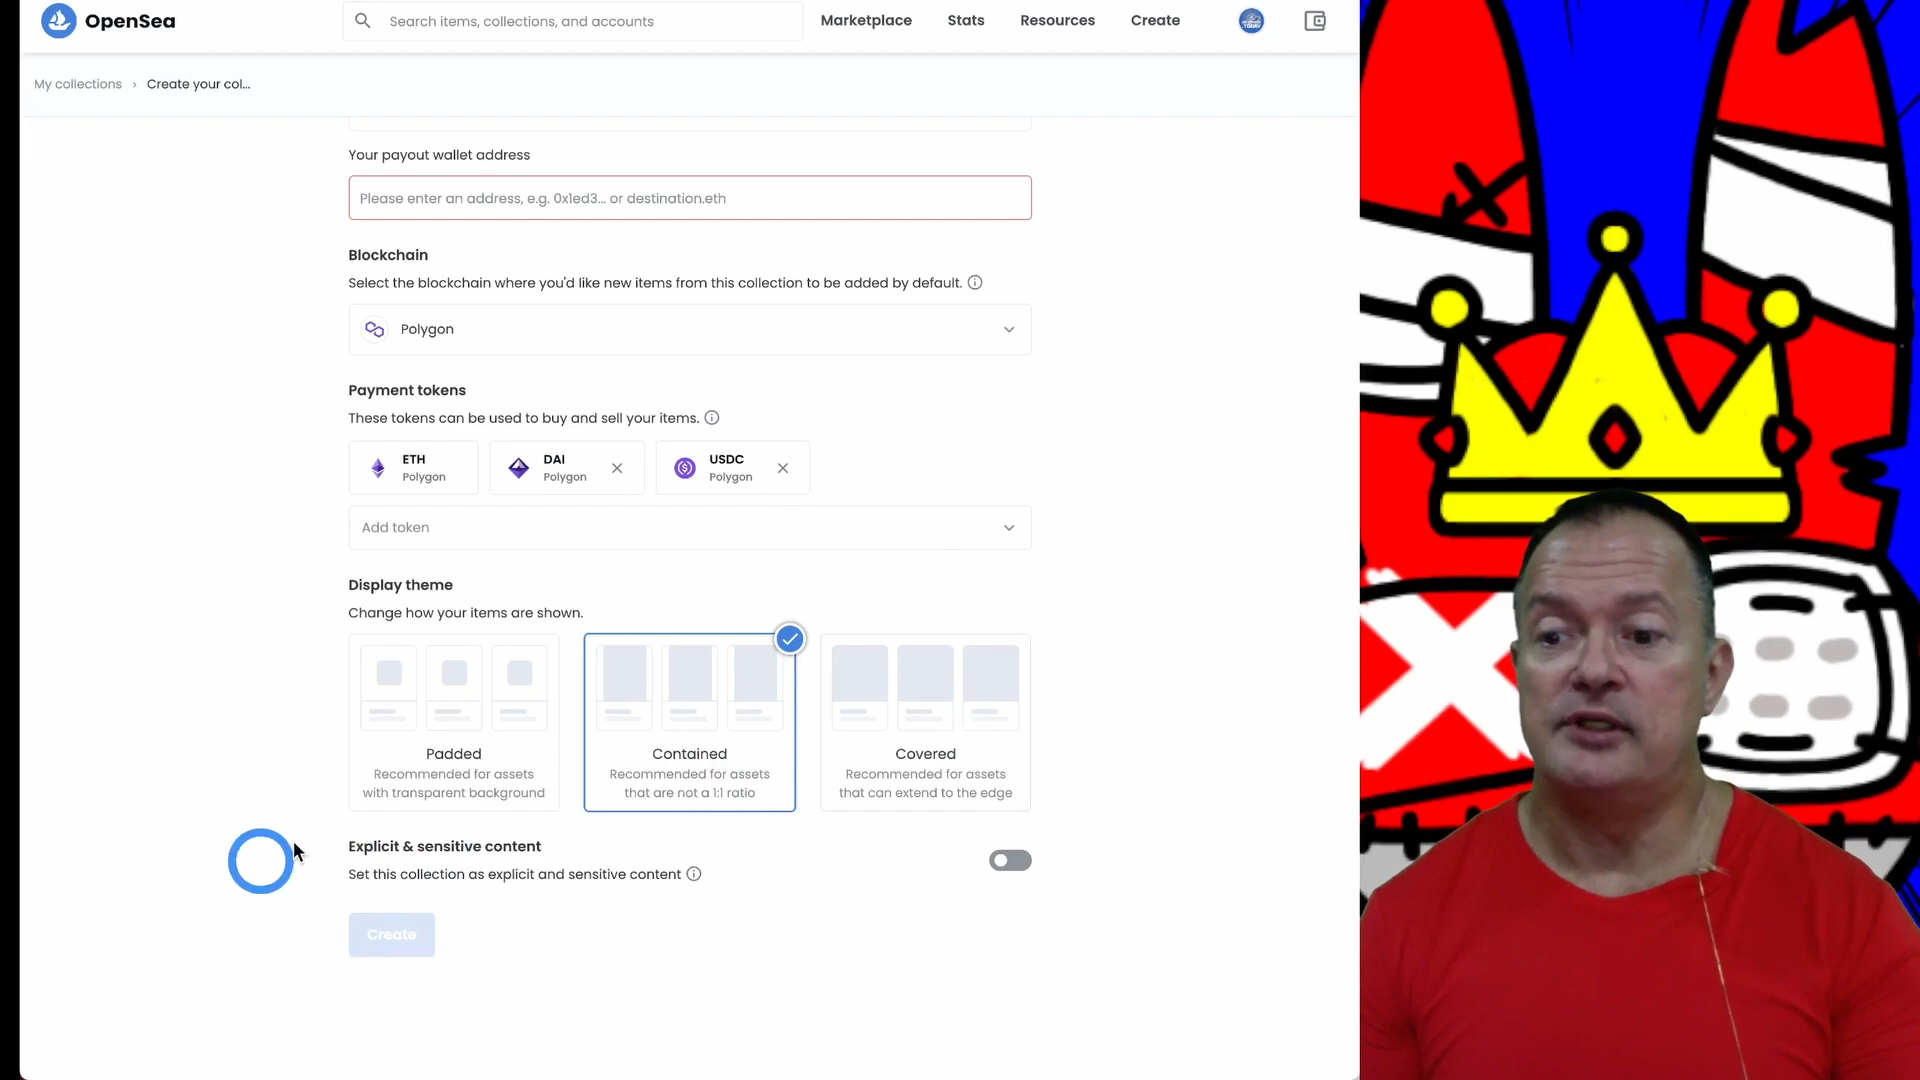 OpenSea
Search items, collections, and accounts
Marketplace
Stats
Resources
Create
My collections
Create your col...
Your payout wallet address
Please enter an address, e.g. 0x1ed3... or destination.eth
Blockchain
Select the blockchain where you'd like new items from this collection to be added by default.
Polygon
Payment tokens
These tokens can be used to buy and sell your items.
ETH
Polygon
DAI
Polygon
USDC
Polygon
Add token
Display theme
Change how your items are shown.
Padded
Recommended for assets
with transparent background
Contained
Recommended for assets
that are not a 1:1 ratio
Covered
Recommended for assets
that can extend to the edge
Explicit & sensitive content
Set this collection as explicit and sensitive content
Create